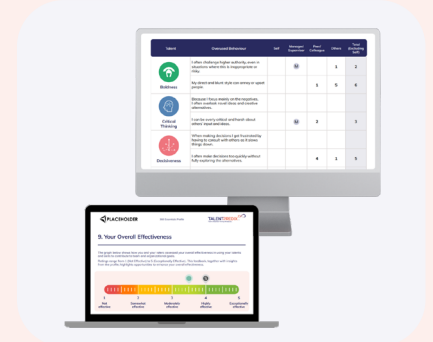 Talent
Overused Behaviour
Self
Manager/
Supervisor
Peer/
Colleague
Others
Total
(Excluding
Self)
Boldness
I often challenge higher authority, even in
situations where this is inappropriate or
risky.
1
2
My direct and blunt style can annoy or upset
people.
1
5
6
Critical
Thinking
Because I focus mainly on the negatives,
I often overlook novel ideas and creative
alternatives.
I can be overly critical and harsh about
others' input and ideas.
2
3
Decisiveness
When making decisions I get frustrated by
having to consult with others as it slows
things down.
I often make decisions too quickly without
fully exploring the alternatives.
1
5
PLACEHOLDER
TALENT
9. Your Overall Effectiveness
1
Not
effective
2
Somewhat
effective
3
Moderately
effective
4
Highly
effective
5
Exceptionally
effective